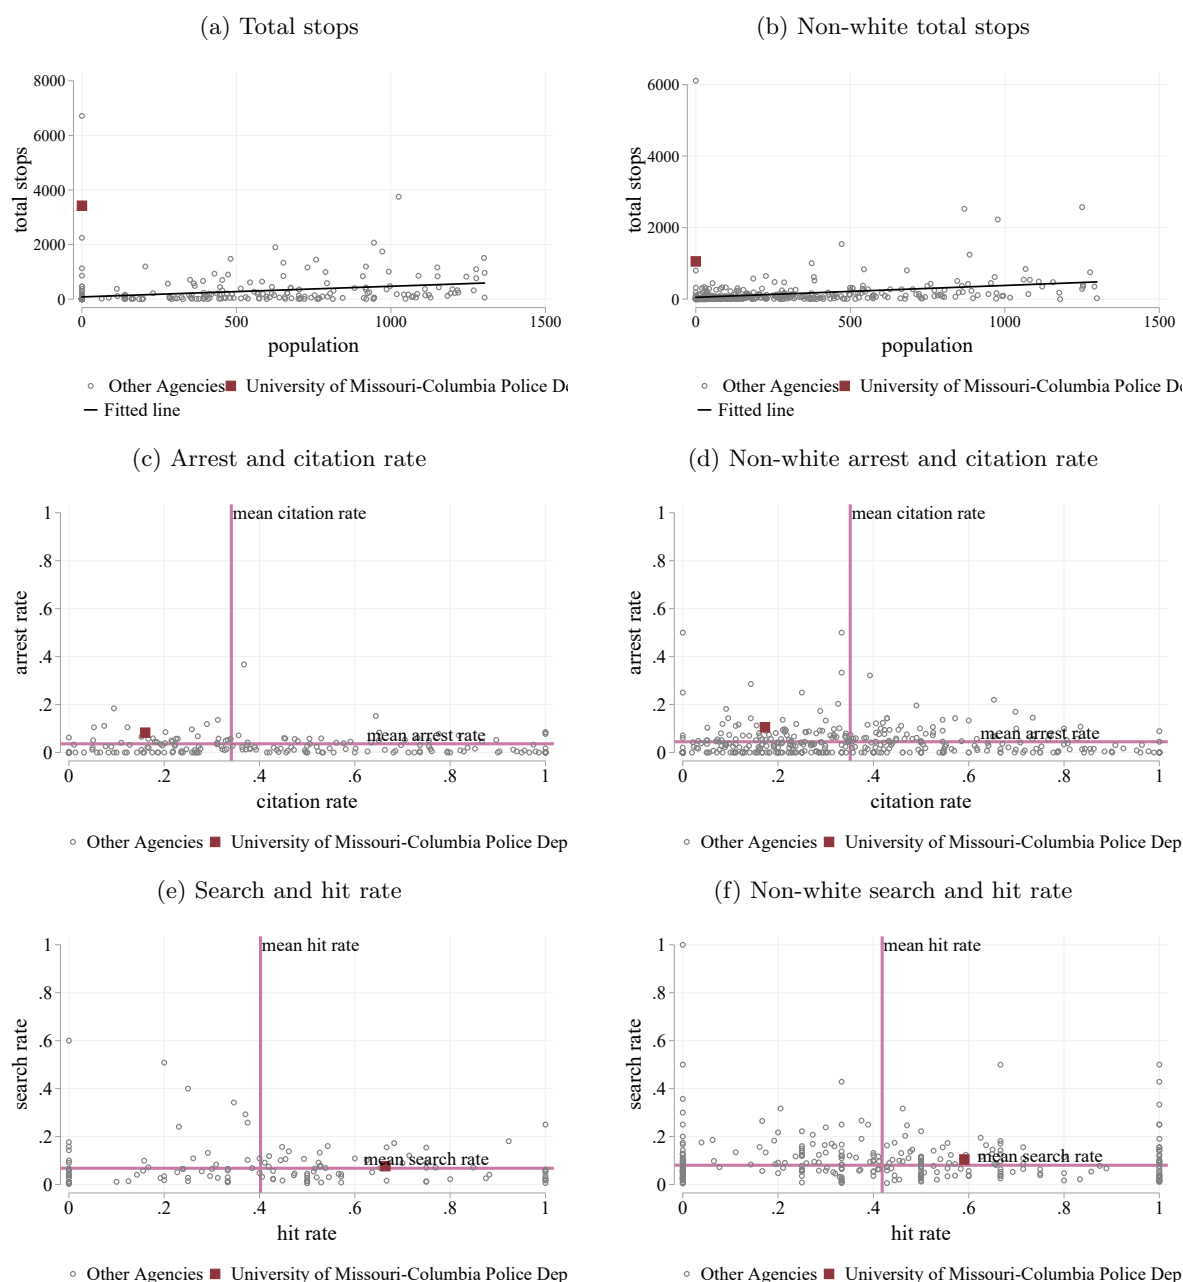 (a) Total stops
(b) Non-white total stops
total stops
8000
6000
4000
2000
0
0 500 1000 1500
population
Other Agencies University of Missouri-Columbia Police De
Fitted line
total stops
6000
4000
2000
0
0 500 1000 1500
population
Other Agencies University of Missouri-Columbia Police De
Fitted line
(c) Arrest and citation rate
(d) Non-white arrest and citation rate
mean citation rate
arrest rate
1
.8
.6
.4
.2
0
mean arrest rate
0 .2 .4 .6 .8 1
citation rate
Other Agencies University of Missouri-Columbia Police Dep
mean citation rate
arrest rate
1
.8
.6
.4
.2
0
mean arrest rate
0 .2 .4 .6 .8 1
citation rate
Other Agencies University of Missouri-Columbia Police Dep
(e) Search and hit rate
(f) Non-white search and hit rate
mean hit rate
search rate
1
.8
.6
.4
.2
0
mean search rate
0 .2 .4 .6 .8 1
hit rate
Other Agencies University of Missouri-Columbia Police Dep
mean hit rate
search rate
1
.8
.6
.4
.2
0
mean search rate
0 .2 .4 .6 .8 1
hit rate
Other Agencies University of Missouri-Columbia Police Dep